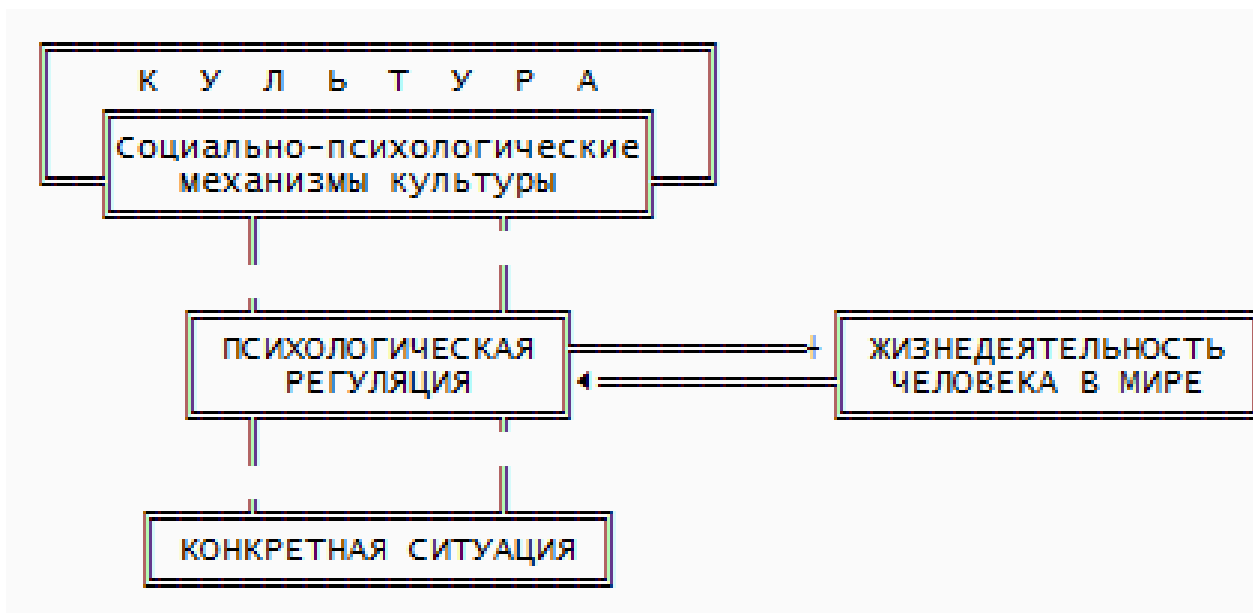 К У Л Ь Т У Р А
Социально-психологические
механизмы культуры
ПСИХОЛОГИЧЕСКАЯ
РЕГУЛЯЦИЯ
ЖИЗНЕДЕЯТЕЛЬНОСТЬ
ЧЕЛОВЕКА В МИРЕ
КОНКРЕТНАЯ СИТУАЦИЯ